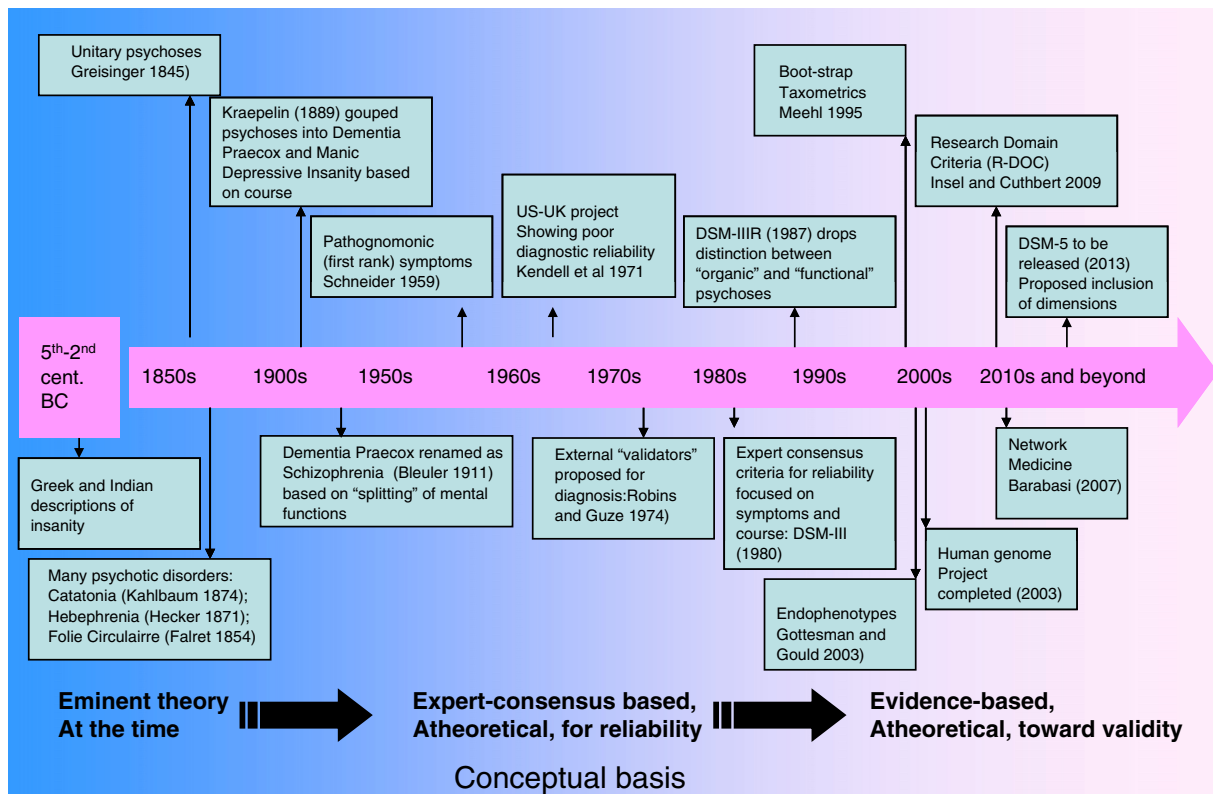 Unitary psychoses
Greisinger 1845)
Kraepelin (1889) gouped
psychoses into Dementia
Praecox and Manic
Depressive Insanity based
on course
Pathognomonic
(first rank) symptoms
Schneider 1959)
US-UK project
Showing poor
diagnostic reliability
Kendell et al 1971
DSM-IIIR (1987) drops
distinction between
“organic” and “functional”
psychoses
Boot-strap
Taxometrics
Meehl 1995
Research Domain
Criteria (R-DOC)
Insel and Cuthbert 2009
DSM-5 to be
released (2013)
Proposed inclusion
of dimensions
5th-2nd
cent.
BC
1850s
1900s
1950s
1960s
1970s
1980s
1990s
2000s
2010s and beyond
Greek and Indian
descriptions of
insanity
Many psychotic disorders:
Catatonia (Kahlbaum 1874);
Hebephrenia (Hecker 1871);
Folie Circulairre (Falret 1854)
Dementia Praecox renamed as
Schizophrenia (Bleuler 1911)
based on “splitting” of mental
functions
External “validators”
proposed for
diagnosis:Robins
and Guze 1974)
Expert consensus
criteria for reliability
focused on
symptoms and
course: DSM-III
(1980)
Endophenotypes
Gottesman and
Gould 2003)
Human genome
Project
completed (2003)
Network
Medicine
Barabasi (2007)
Eminent theory
At the time
Expert-consensus based,
Atheoretical, for reliability
Evidence-based,
Atheoretical, toward validity
Conceptual basis